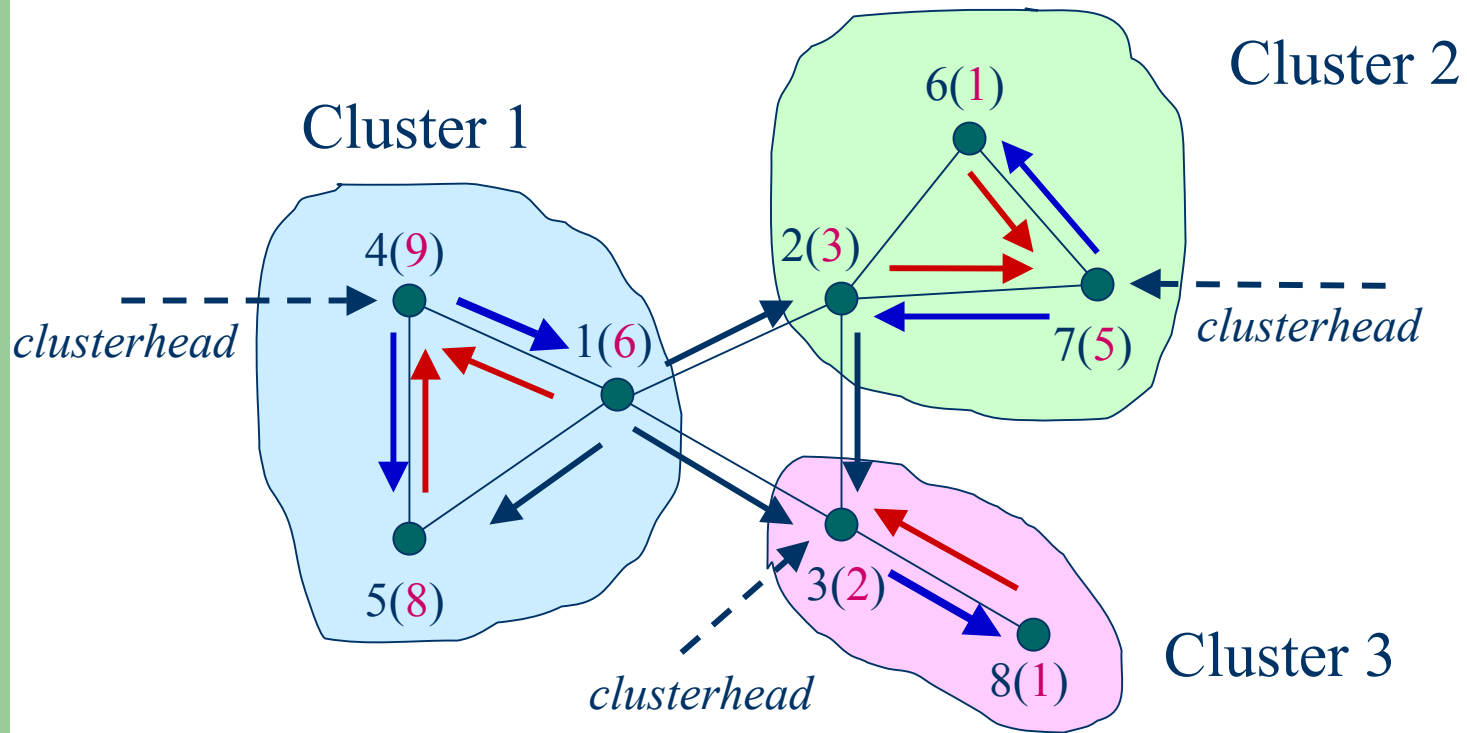 Cluster 2
6(1)
Cluster 1
4(9)
2(3)
clusterhead
1(6)
7(5)
clusterhead
5(8)
3(2)
clusterhead
8(1)
Cluster 3